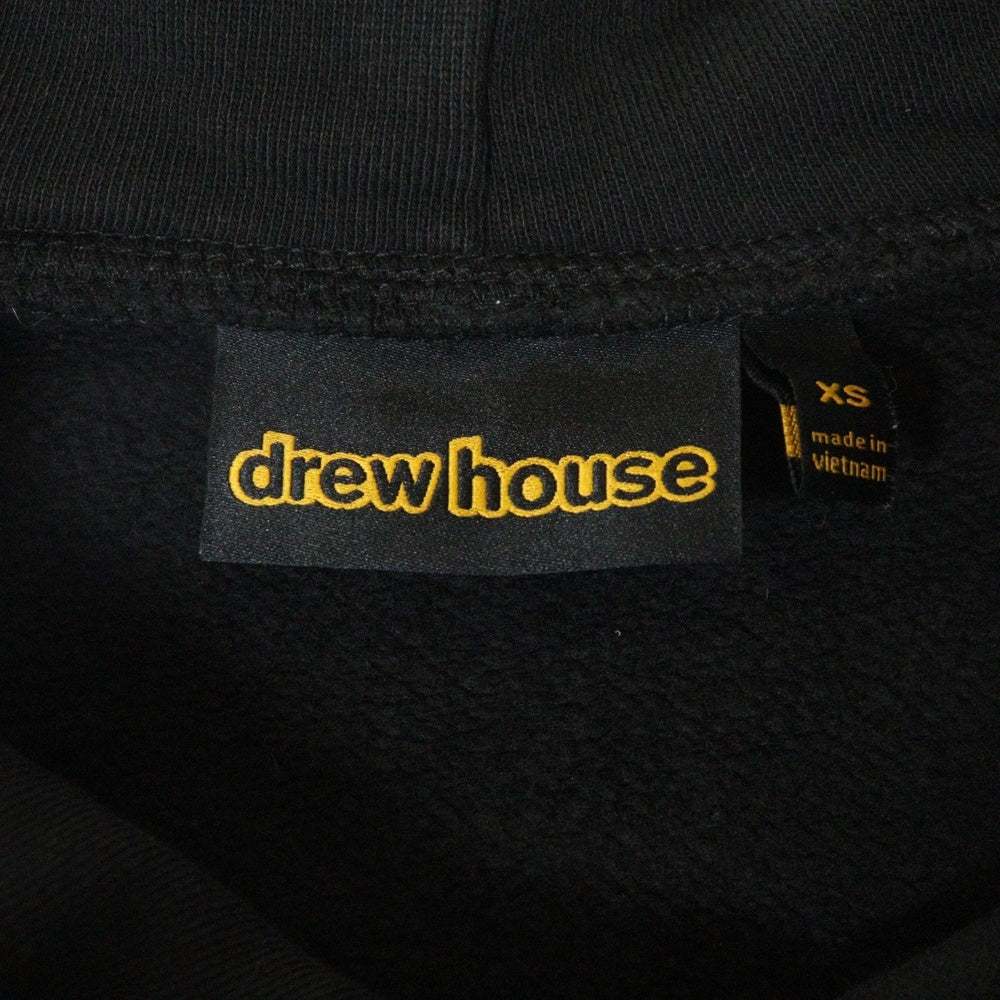 drew house
XS
made in
vietnam